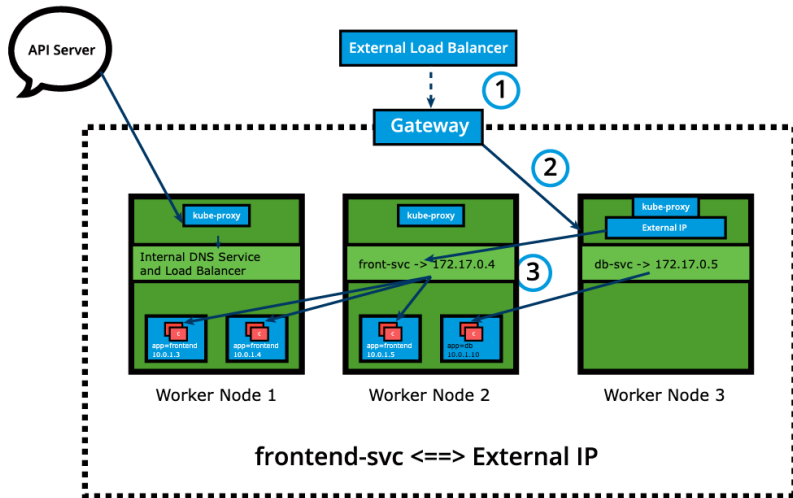 API Server
External Load Balancer
1
Gateway
2
kube-proxy
kube-proxy
kube-proxy
External IP
Internal DNS Service
and Load Balancer
front-svc -> 172.17.0.4
3
db-svc -> 172.17.0.5
c
app=frontend
10.0.1.3
c
app=frontend
10.0.1.4
c
app=frontend
10.0.1.5
c
app=db
10.0.1.10
Worker Node 1
Worker Node 2
Worker Node 3
frontend-svc <==> External IP